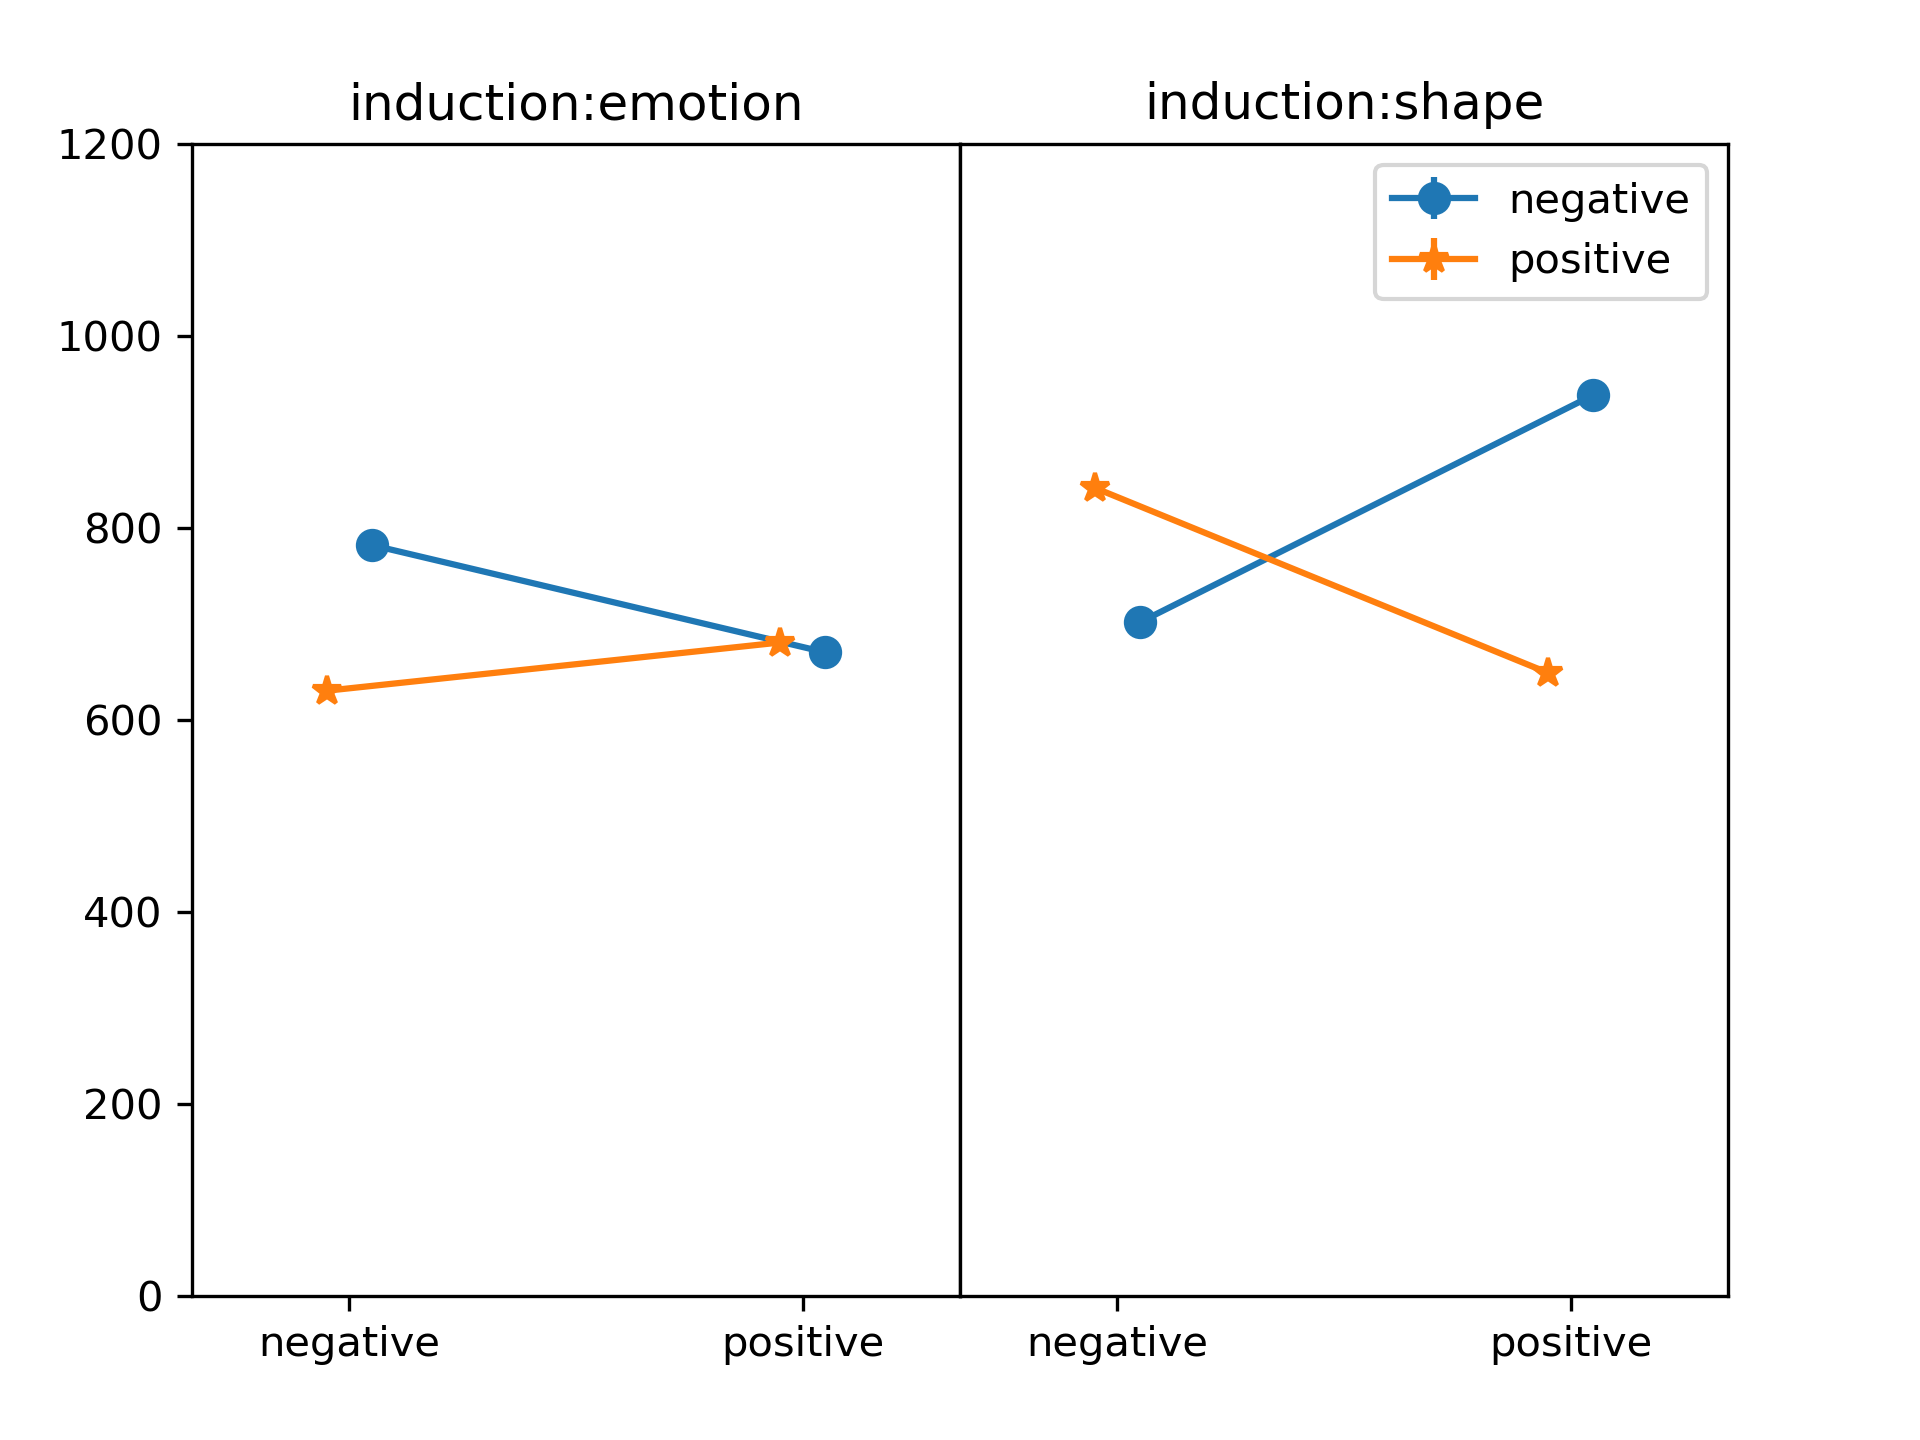 induction:emotion
induction:shape
1200
1000
800
600
400
200
0
negative
positive
negative
positive
negative
positive